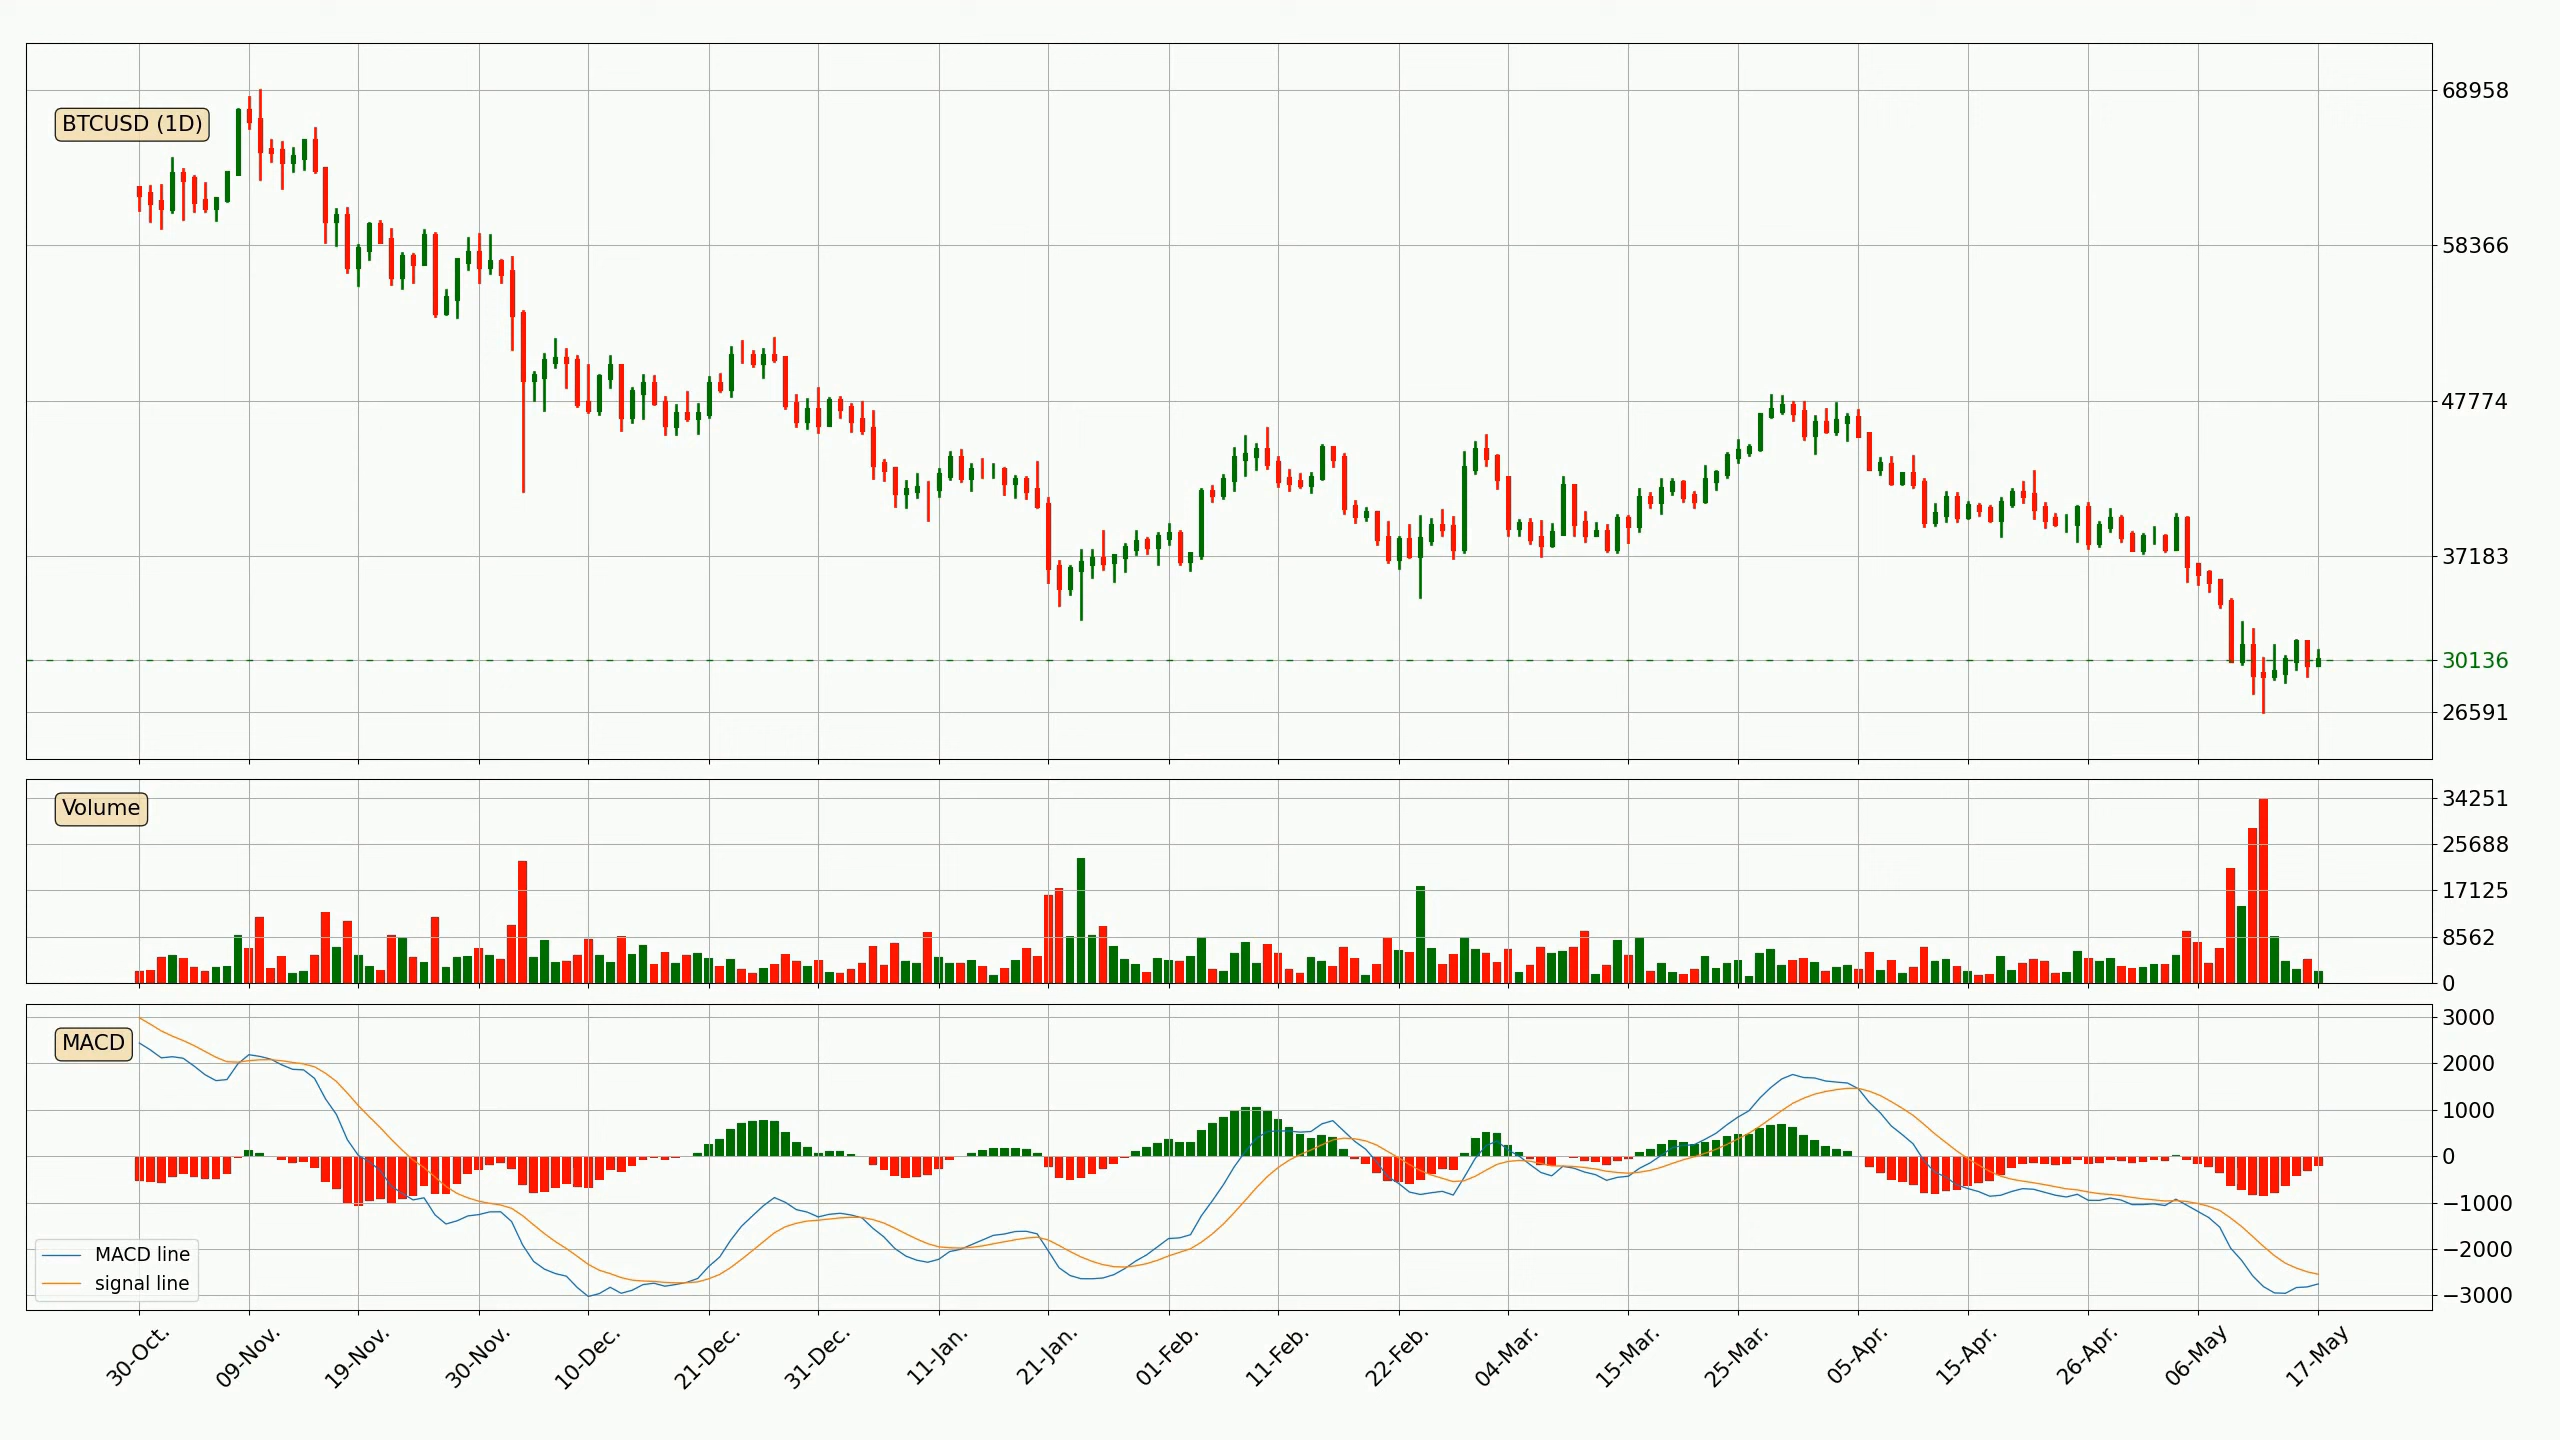 BTCUSD (1D)
68958
58366
47774
37183
30136
26591
Volume
34251
25688
17125
8562
0
MACD
3000
2000
1000
0
−1000
−2000
−3000
MACD line
signal line
30-Oct.
09-Nov.
19-Nov.
30-Nov.
10-Dec.
21-Dec.
31-Dec.
11-Jan.
21-Jan.
01-Feb.
11-Feb.
22-Feb.
04-Mar.
15-Mar.
25-Mar.
05-Apr.
15-Apr.
26-Apr.
06-May
17-May